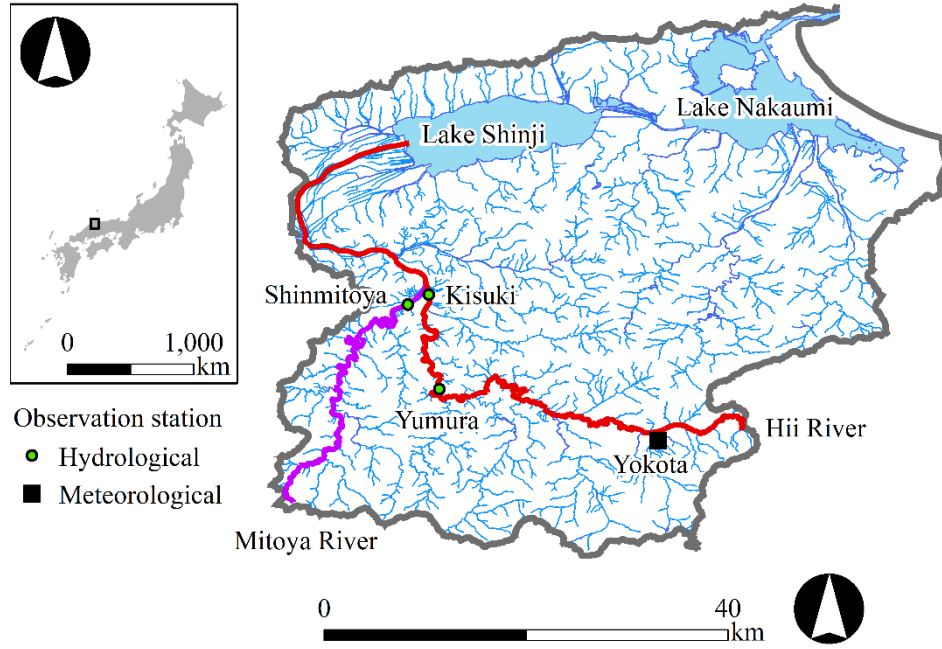 0 1,000
km
Observation station
Hydrological
Meteorological
Lake Shinji
Lake Nakaumi
Shinmitoya
Kisuki
Yumura
Hii River
Yokota
Mitoya River
0 40
km